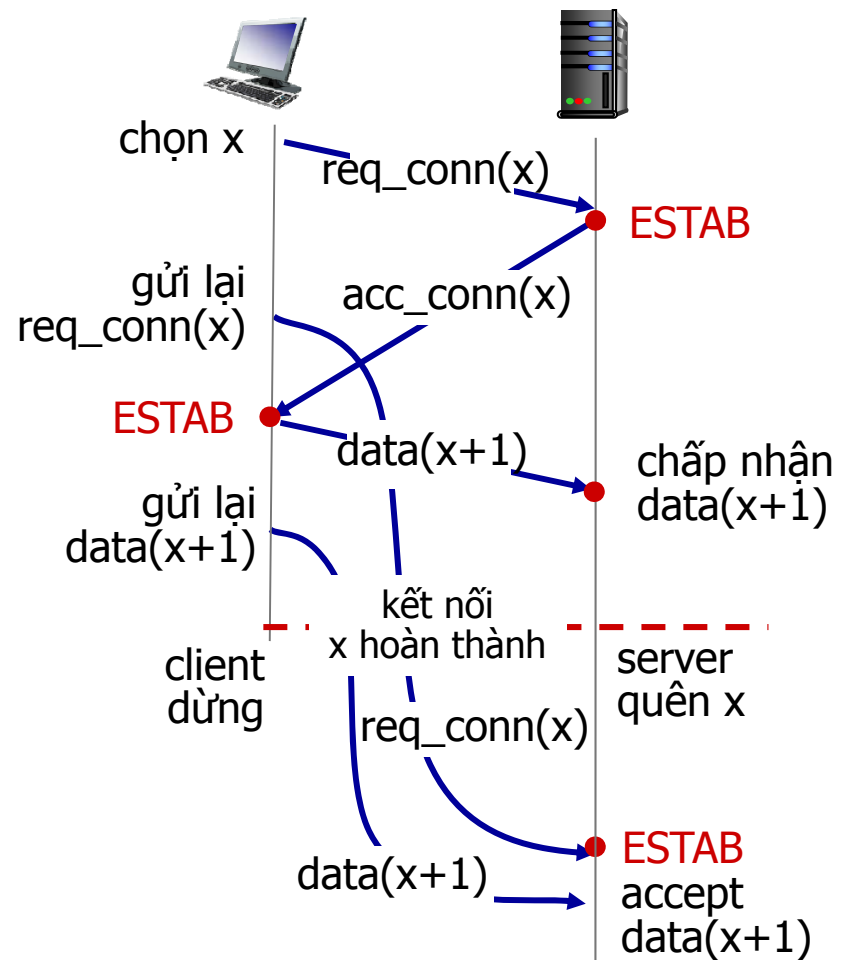 chọn x
req_conn(x)
ESTAB
gửi lại
req_conn(x)
acc_conn(x)
ESTAB
data(x+1)
chấp nhận
data(x+1)
gửi lại
data(x+1)
kết nối
x hoàn thành
client
dừng
server
quên x
req_conn(x)
ESTAB
data(x+1)
accept
data(x+1)